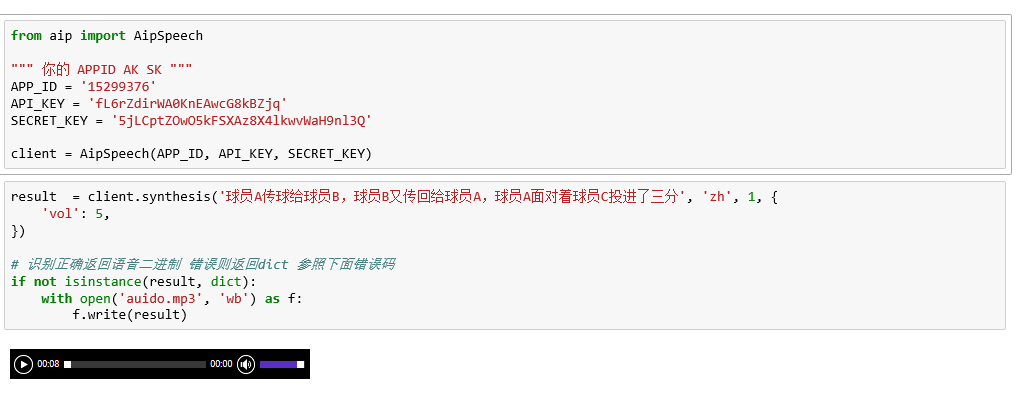 from aip import AipSpeech
""" 你的 APPID AK SK """
APP_ID = '15299376'
API_KEY = 'fL6rZdirWA0KnEAwcG8kBZjq'
SECRET_KEY = '5jLCptZOwO5kFSXAz8X4lkwvWaH9nl3Q'
client = AipSpeech(APP_ID, API_KEY, SECRET_KEY)
result  = client.synthesis('球员A传球给球员B，球员B又传回给球员A，球员A面对着球员C投进了三分', 'zh', 1, {
    'vol': 5,
})
# 识别正确返回语音二进制 错误则返回dict 参照下面错误码
if not isinstance(result, dict):
    with open('auido.mp3', 'wb') as f:
        f.write(result)
00:08 00:00